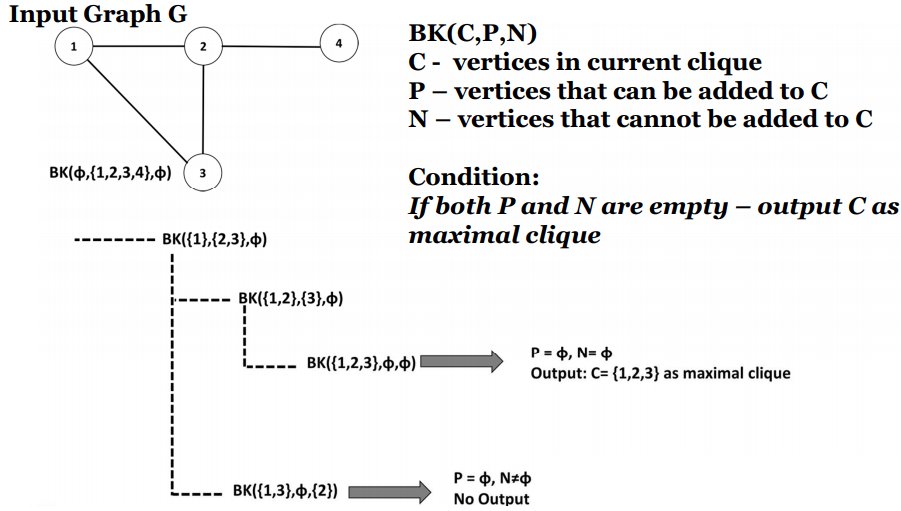 Input Graph G
1
2
4
3
BK(ϕ,{1,2,3,4},ϕ)
BK(C,P,N)
C - vertices in current clique
P – vertices that can be added to C
N – vertices that cannot be added to C
Condition:
If both P and N are empty – output C as
maximal clique
BK({1},{2,3},ϕ)
BK({1,2},{3},ϕ)
BK({1,2,3},ϕ,ϕ)
P = ϕ, N= ϕ
Output: C= {1,2,3} as maximal clique
BK({1,3},ϕ,{2})
P = ϕ, N≠ϕ
No Output